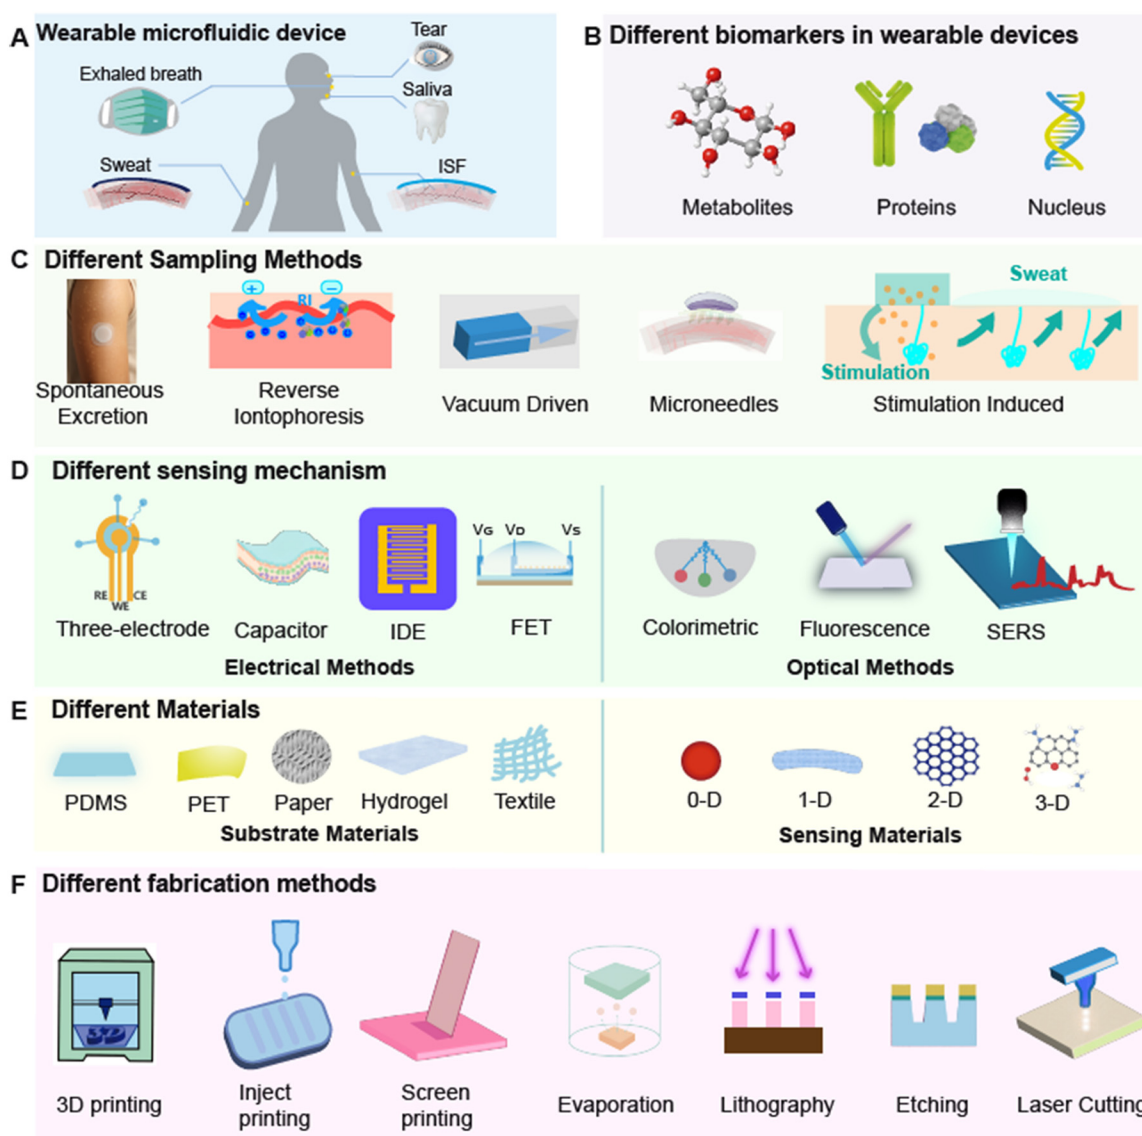 A Wearable microfluidic device
Tear
Exhaled breath
Saliva
Sweat
ISF
B Different biomarkers in wearable devices
Metabolites
Proteins
Nucleus
C Different Sampling Methods
+
RI
−
Sweat
Stimulation
Spontaneous
Excretion
Reverse
Iontophoresis
Vacuum Driven
Microneedles
Stimulation Induced
D Different sensing mechanism
RE
WE
CE
VG
VD
VS
Three-electrode
Capacitor
IDE
FET
Electrical Methods
Colorimetric
Fluorescence
SERS
Optical Methods
E Different Materials
PDMS
PET
Paper
Hydrogel
Textile
Substrate Materials
0-D
1-D
2-D
3-D
Sensing Materials
F Different fabrication methods
3D
3D printing
Inject
printing
Screen
printing
Evaporation
Lithography
Etching
Laser Cutting